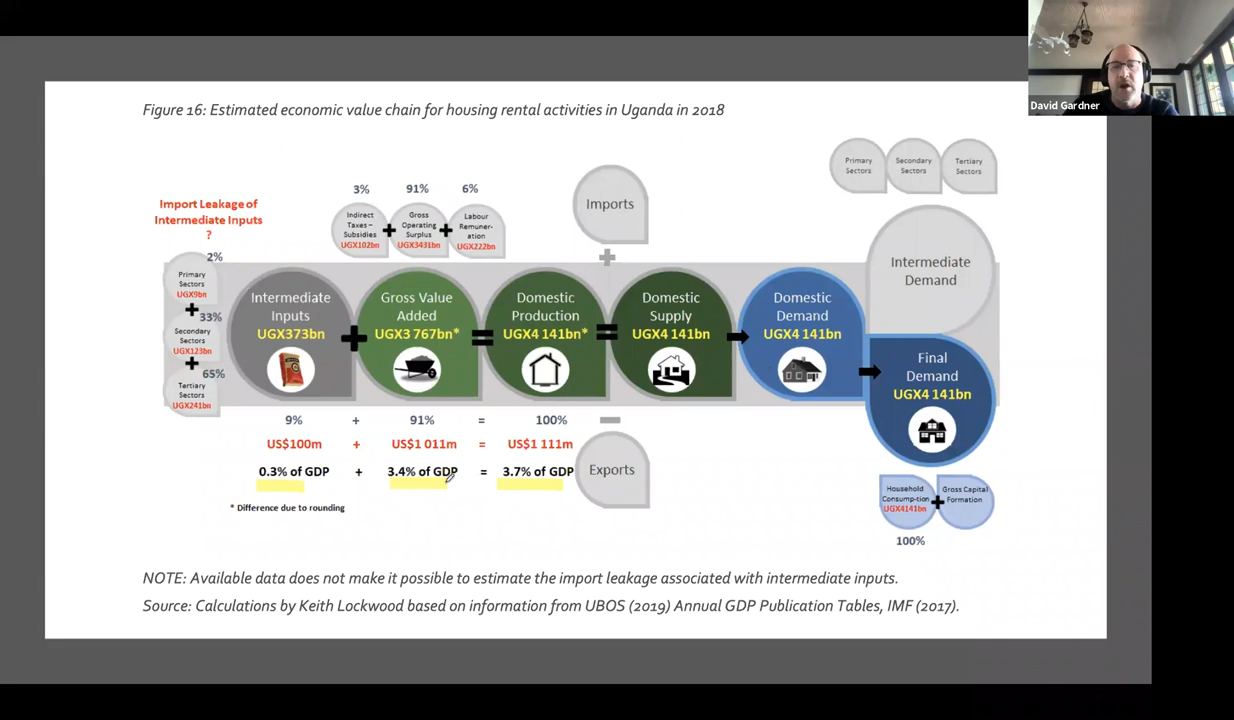 David Gardner
Figure 16: Estimated economic value chain for housing rental activities in Uganda in 2018
Import Leakage of
Intermediate Inputs
?
2%
Primary
Sectors
UGX9bn
33%
Secondary
Sectors
UGX123bn
65%
Tertiary
Sectors
UGX241bn
3%
91%
6%
Indirect
Taxes –
Subsidies
UGX102bn
+
Gross
Operating
Surplus
UGX3431bn
+
Labour
Remuner-
ation
UGX222bn
Imports
+
Primary
Sectors
Secondary
Sectors
Tertiary
Sectors
Intermediate
Inputs
UGX373bn
+
Gross Value
Added
UGX3 767bn*
=
Domestic
Production
UGX4 141bn*
=
Domestic
Supply
UGX4 141bn
Domestic
Demand
UGX4 141bn
Intermediate
Demand
Final
Demand
UGX4 141bn
9% + 91% = 100%
US$100m + US$1 011m = US$1 111m
0.3% of GDP + 3.4% of GDP = 3.7% of GDP
* Difference due to rounding
Exports
Household
Consump-tion
UGX4141bn
+
Gross Capital
Formation
100%
NOTE: Available data does not make it possible to estimate the import leakage associated with intermediate inputs.
Source: Calculations by Keith Lockwood based on information from UBOS (2019) Annual GDP Publication Tables, IMF (2017).